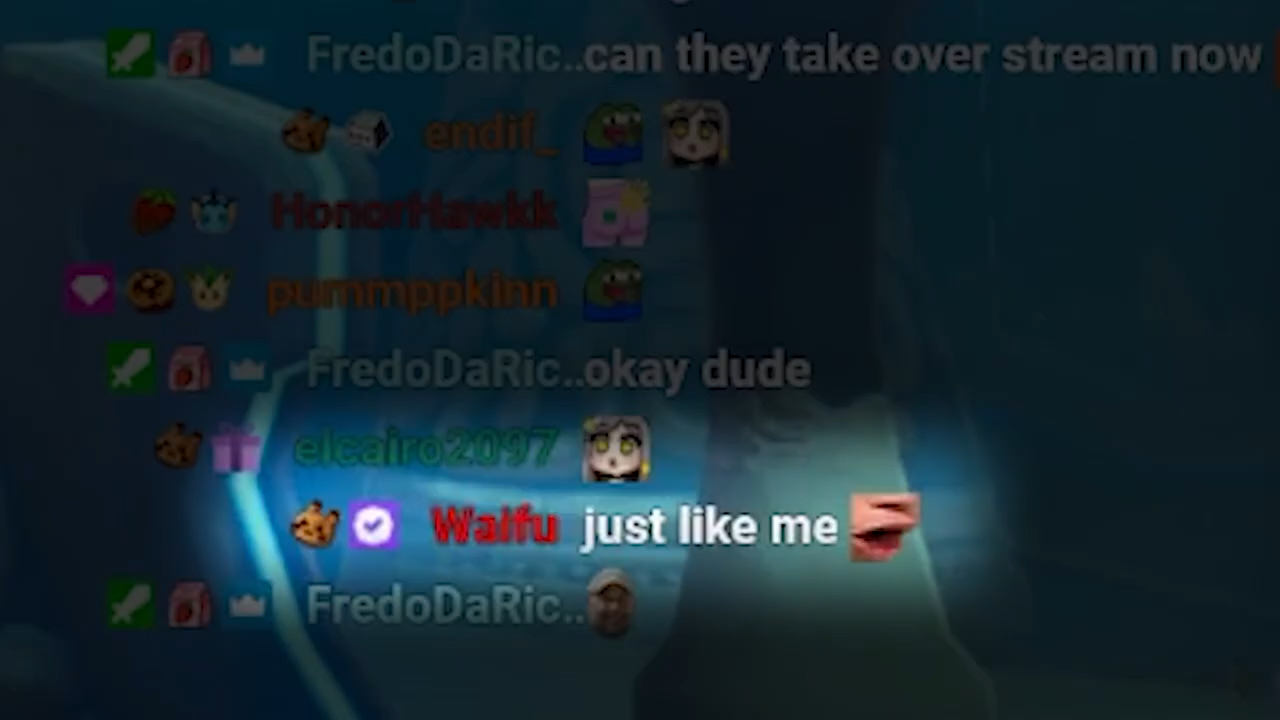 FredoDaRic.. can they take over stream now
endif_
HonorHawkk
pummppkinn
FredoDaRic.. okay dude
elcairo2097
Waifu just like me
FredoDaRic..